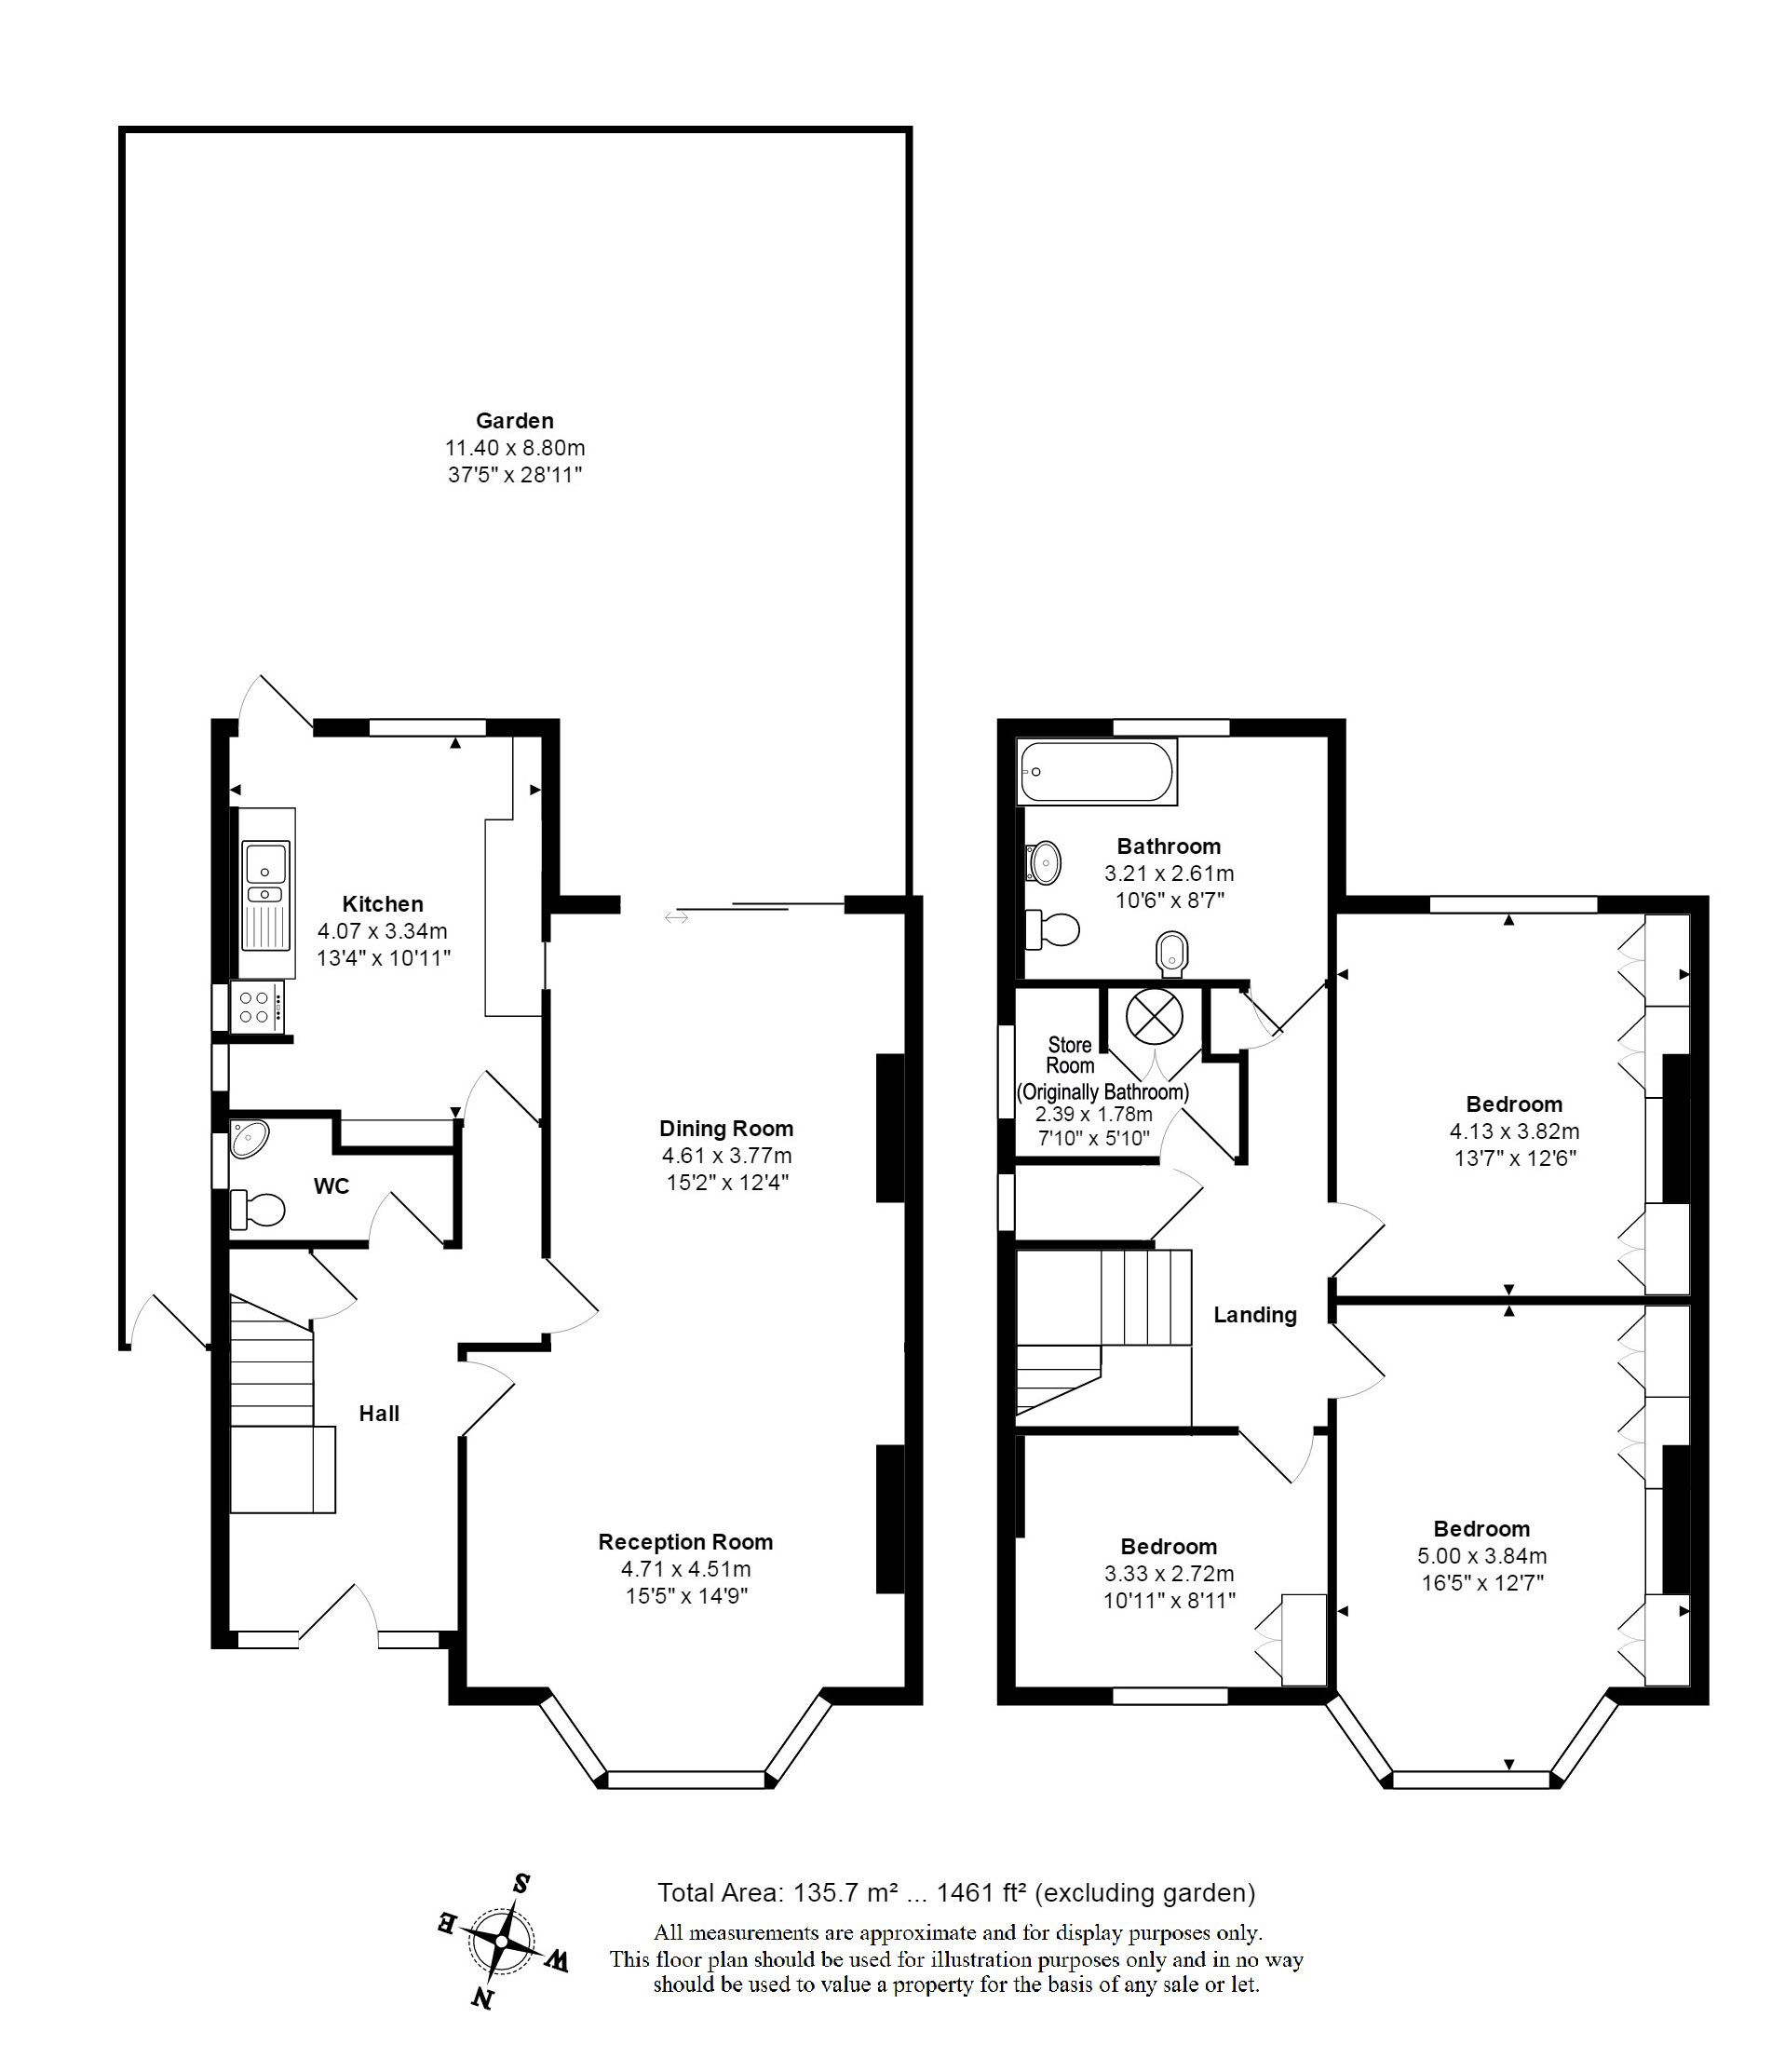 Garden
11.40 x 8.80m
37'5" x 28'11"
Kitchen
4.07 x 3.34m
13'4" x 10'11"
Dining Room
4.61 x 3.77m
15'2" x 12'4"
WC
Hall
Reception Room
4.71 x 4.51m
15'5" x 14'9"
Bathroom
3.21 x 2.61m
10'6" x 8'7"
Store
Room
(Originally Bathroom)
2.39 x 1.78m
7'10" x 5'10"
Bedroom
4.13 x 3.82m
13'7" x 12'6"
Landing
Bedroom
3.33 x 2.72m
10'11" x 8'11"
Bedroom
5.00 x 3.84m
16'5" x 12'7"
S
E
W
N
Total Area: 135.7 m² ... 1461 ft² (excluding garden)
All measurements are approximate and for display purposes only.
This floor plan should be used for illustration purposes only and in no way
should be used to value a property for the basis of any sale or let.